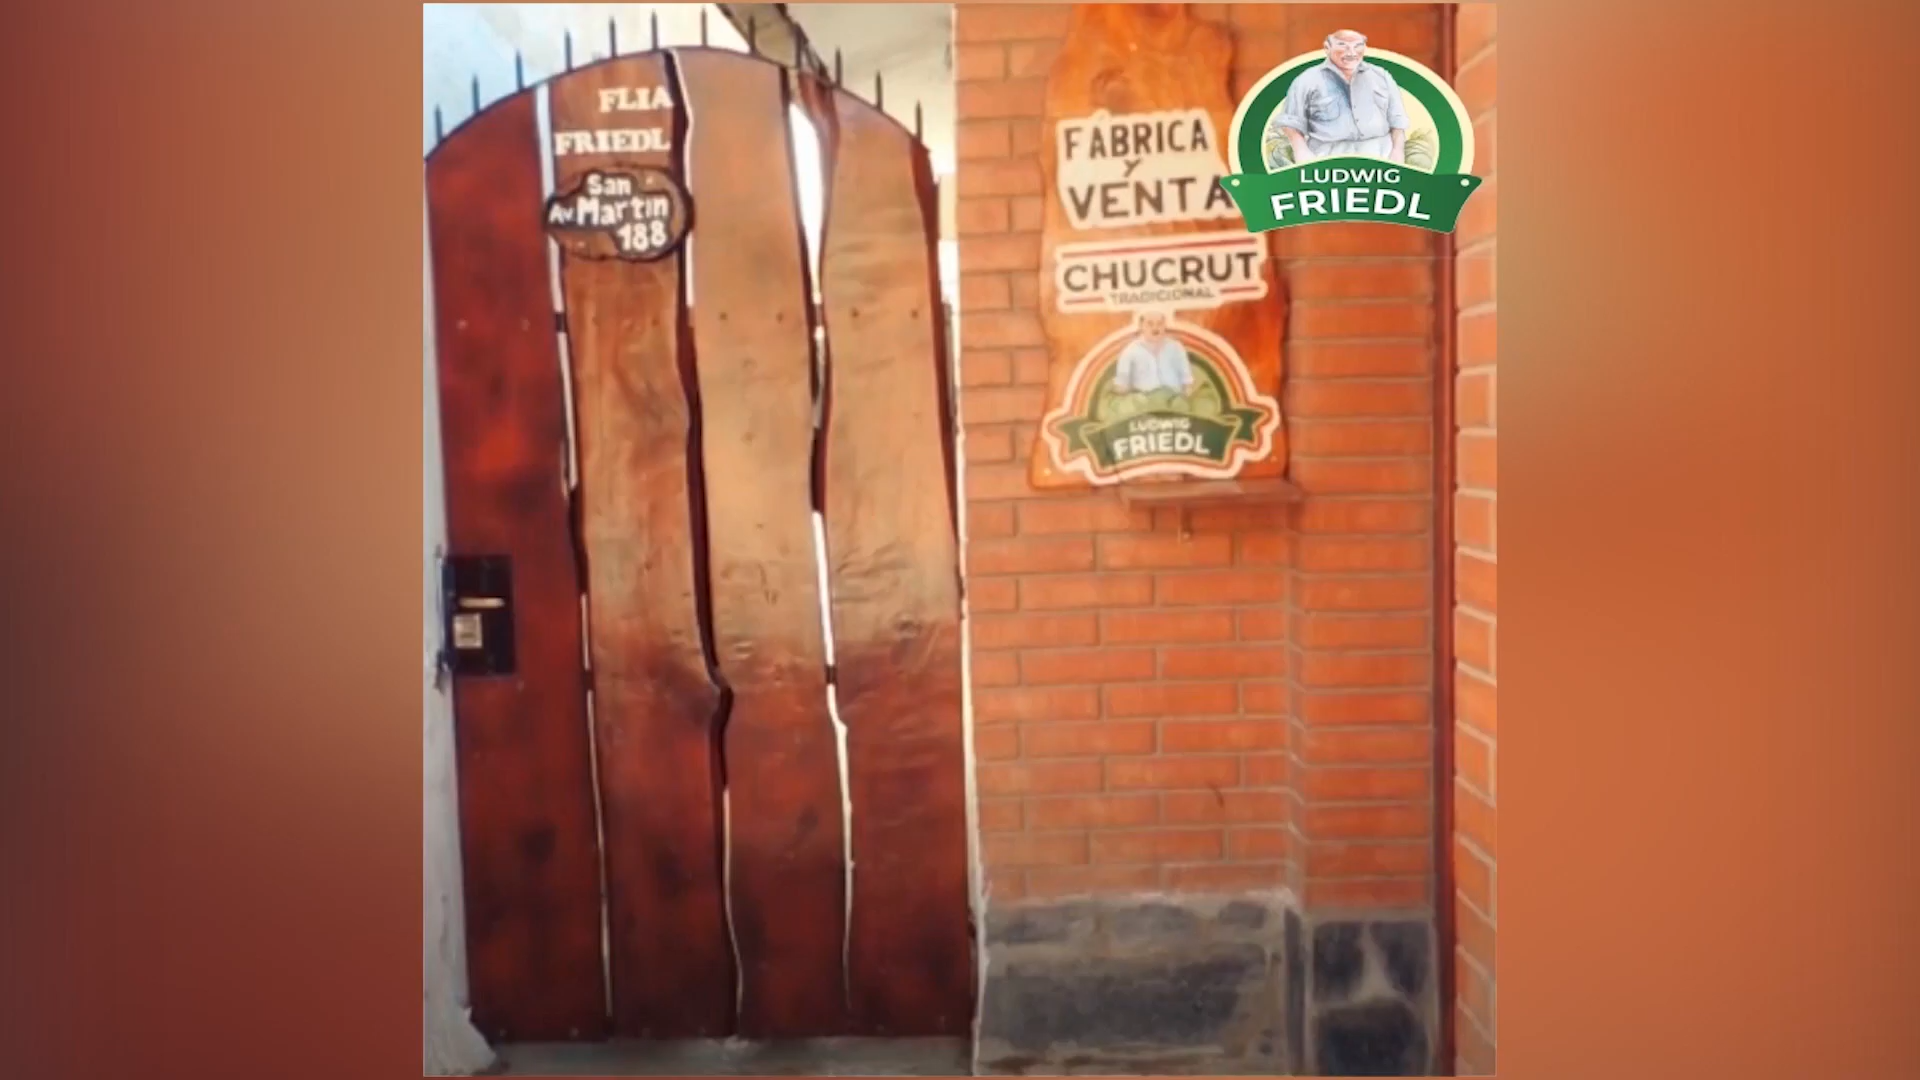 FLIA
FRIEDL
San
Av. Martin
188
FÁBRICA
Y
VENTA
CHUCRUT
TRADICIONAL
LUDWIG
FRIEDL
LUDWIG
FRIEDL